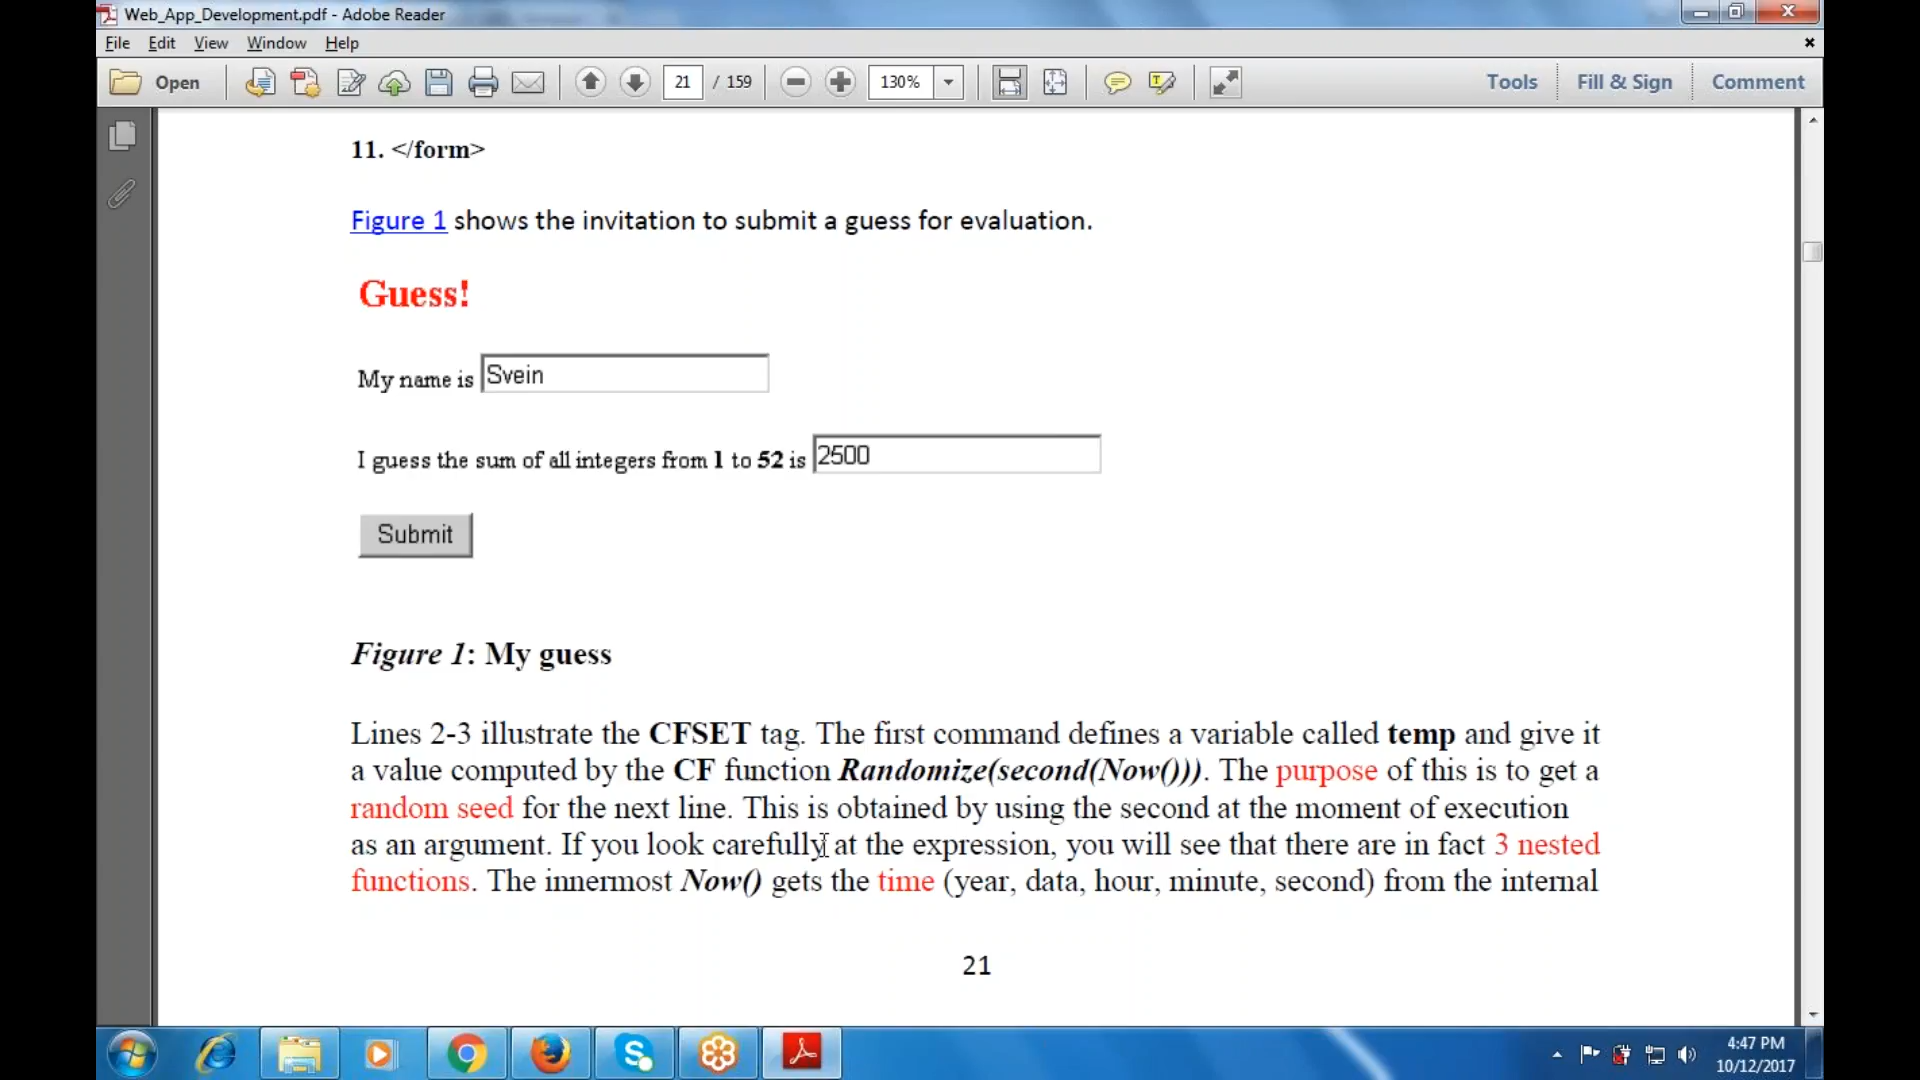 Web_App_Development.pdf - Adobe Reader
File Edit View Window Help
Open 21 / 159 130% Tools Fill & Sign Comment
11. </form>
Figure 1 shows the invitation to submit a guess for evaluation.
Guess!
My name is Svein
I guess the sum of all integers from 1 to 52 is 2500
Submit
Figure 1: My guess
Lines 2-3 illustrate the CFSET tag. The first command defines a variable called temp and give it
a value computed by the CF function Randomize(second(Now())). The purpose of this is to get a
random seed for the next line. This is obtained by using the second at the moment of execution
as an argument. If you look carefully at the expression, you will see that there are in fact 3 nested
functions. The innermost Now() gets the time (year, data, hour, minute, second) from the internal
21
4:47 PM
10/12/2017